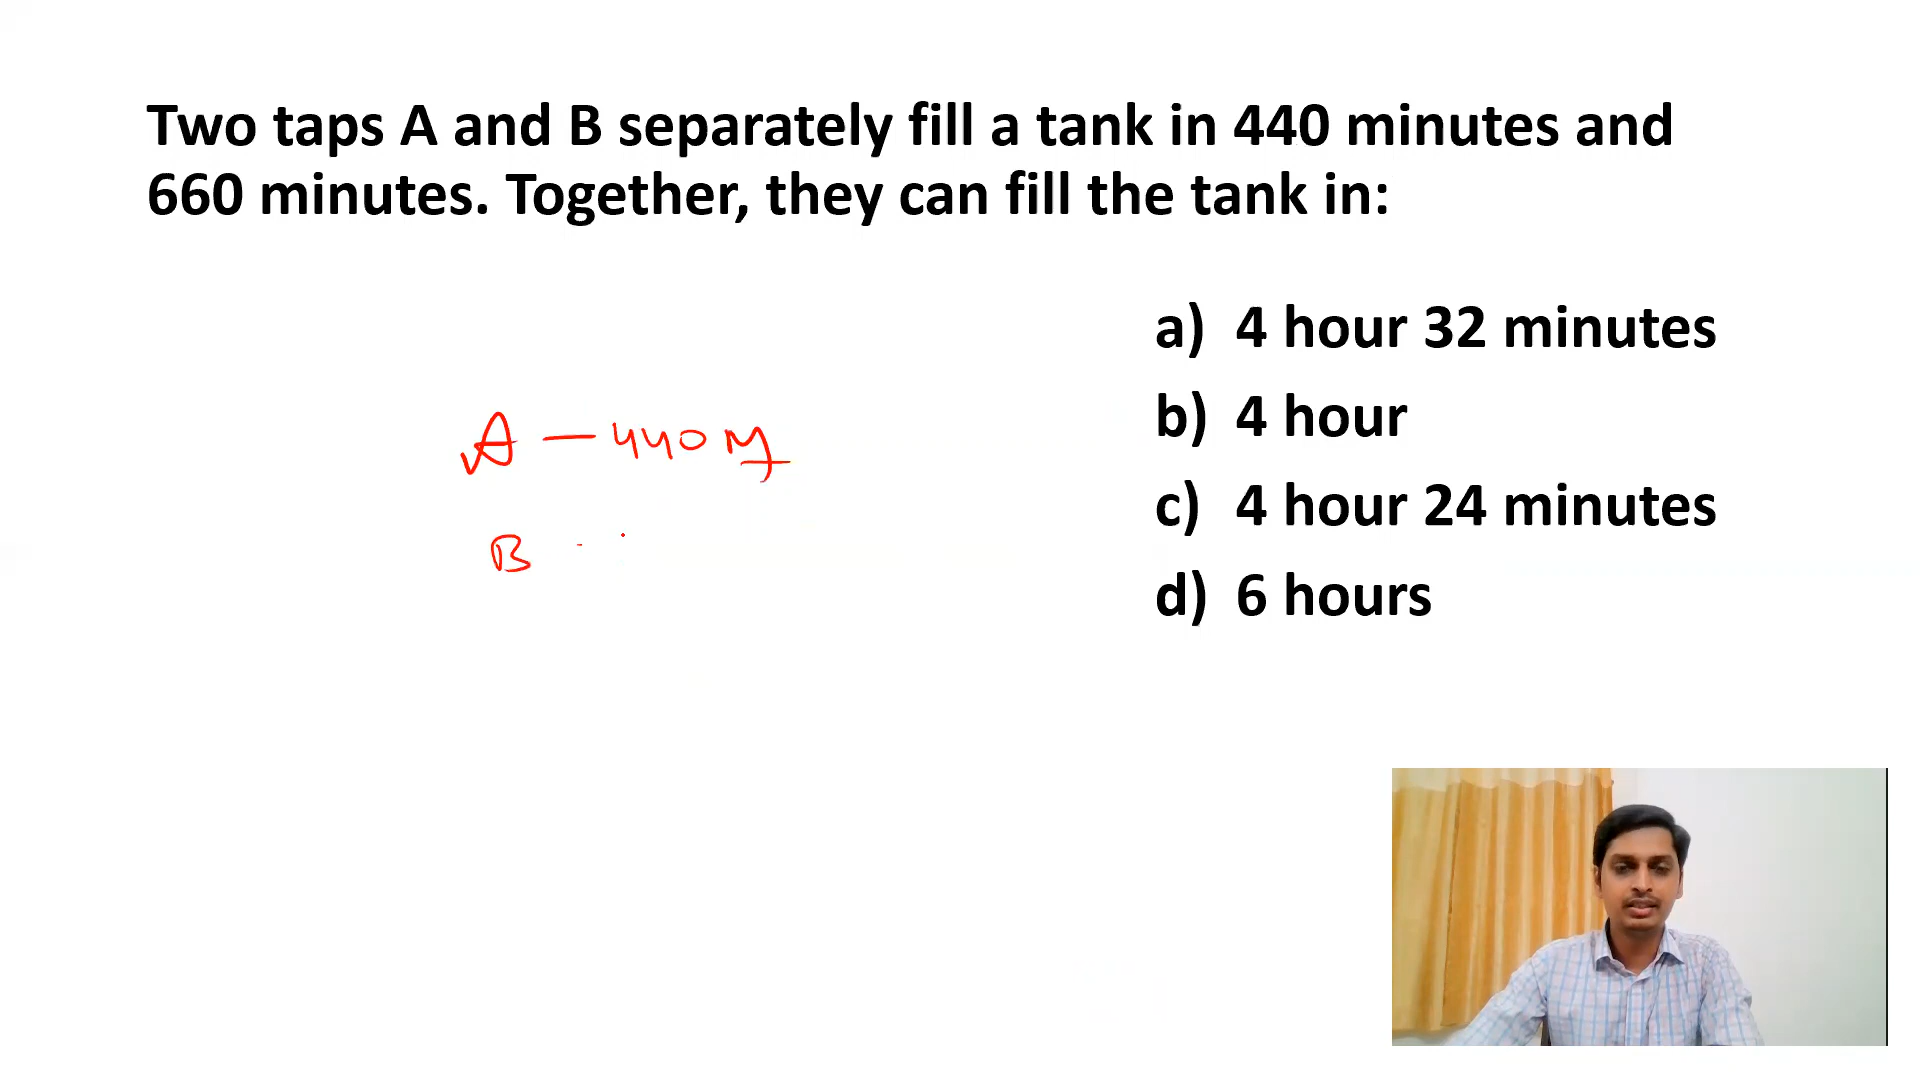 Two taps A and B separately fill a tank in 440 minutes and
660 minutes. Together, they can fill the tank in:
a) 4 hour 32 minutes
b) 4 hour
c) 4 hour 24 minutes
d) 6 hours
A — 440 M
B